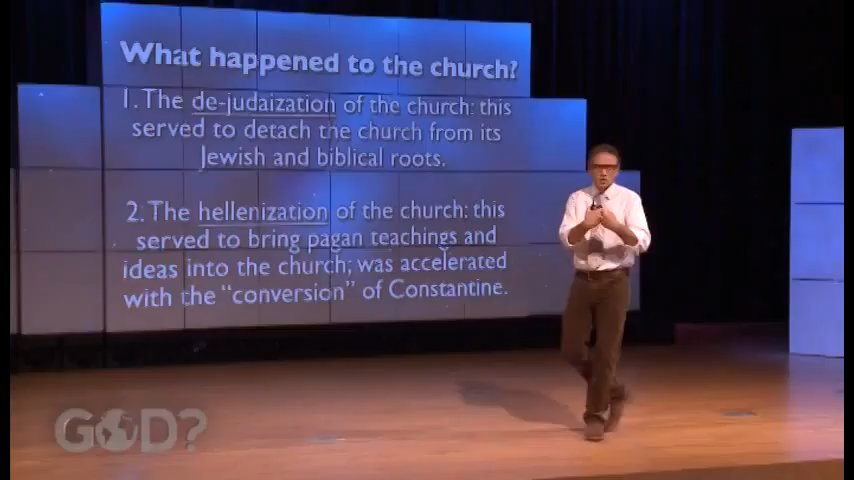 What happened to the church?
1. The de-judaization of the church: this
served to detach the church from its
Jewish and biblical roots.
2. The hellenization of the church: this
served to bring pagan teachings and
ideas into the church; was accelerated
with the “conversion” of Constantine.
GOD?